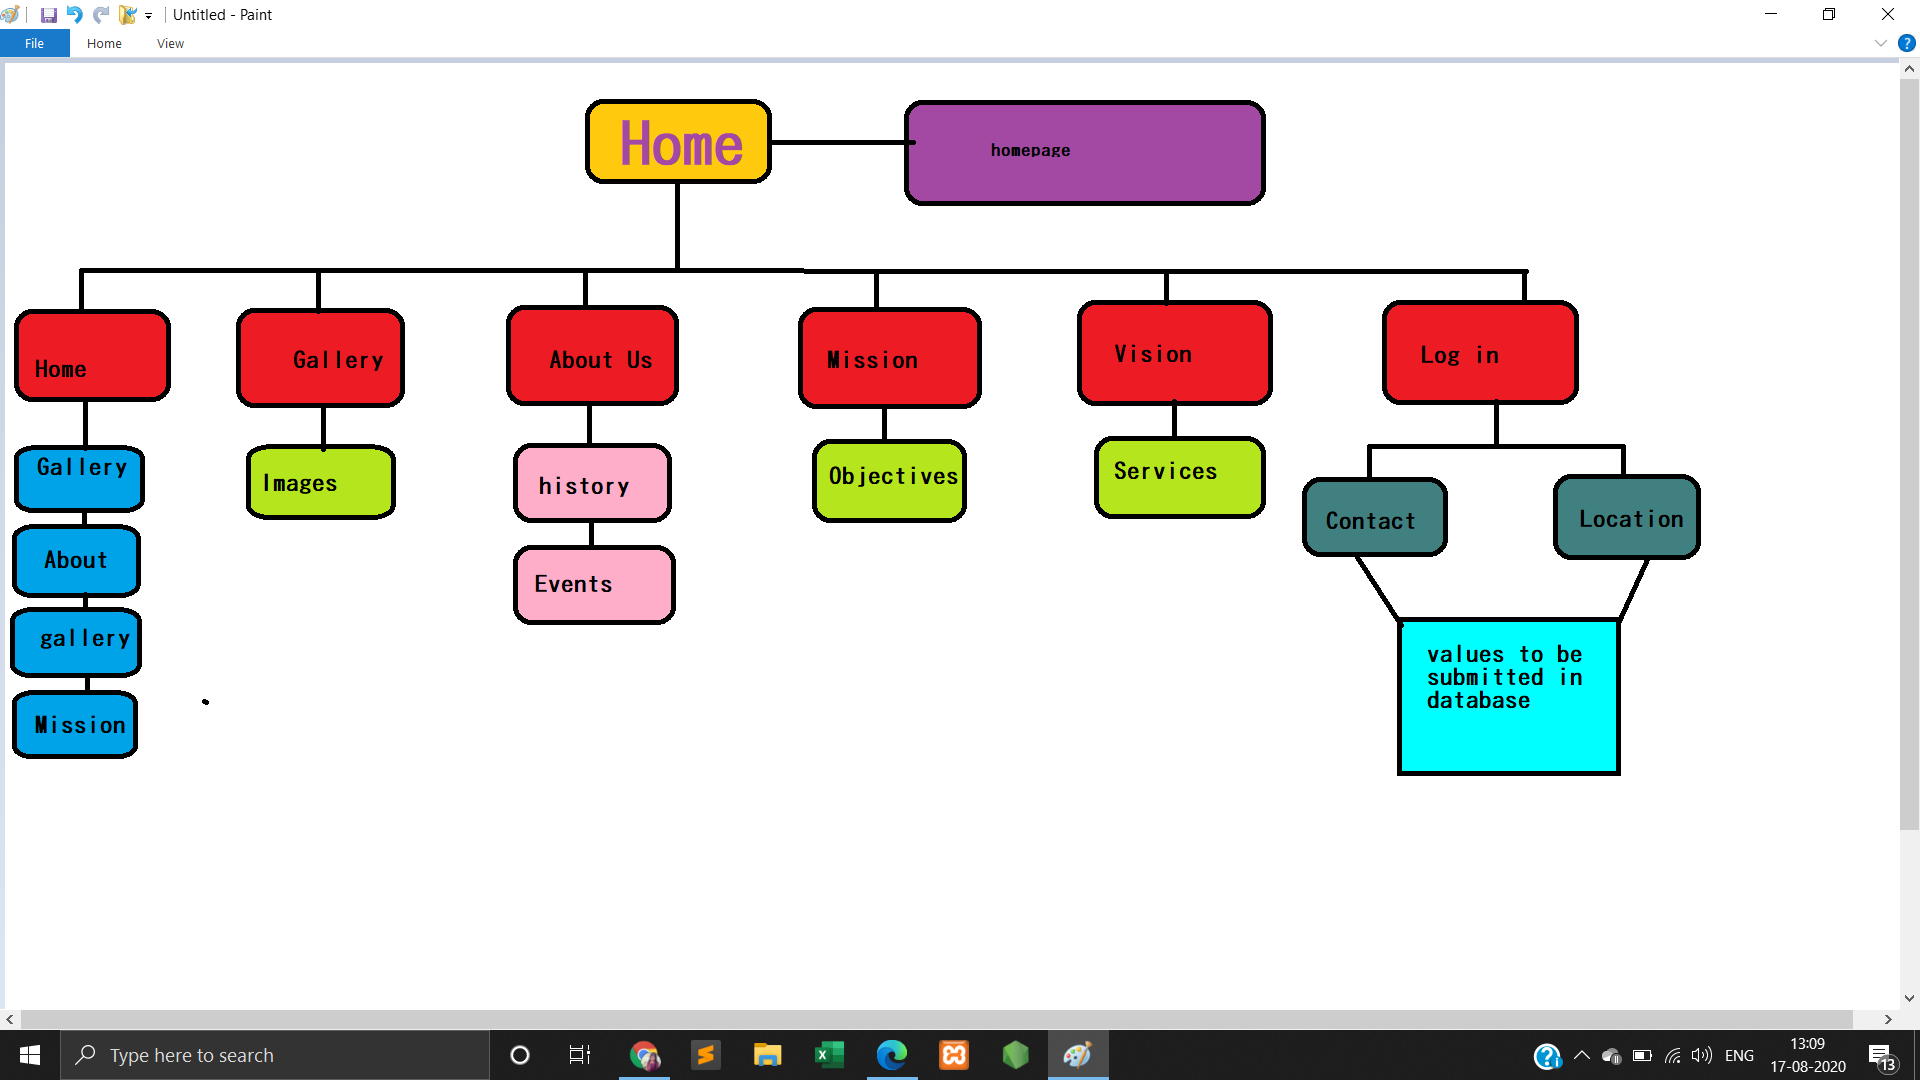 Untitled - Paint
File Home View
Home
homepage
Home
Gallery
About Us
Mission
Vision
Log in
Gallery
Images
history
Objectives
Services
Contact
Location
About
Events
gallery
values to be
submitted in
database
Mission
Type here to search
ENG
13:09
17-08-2020
13